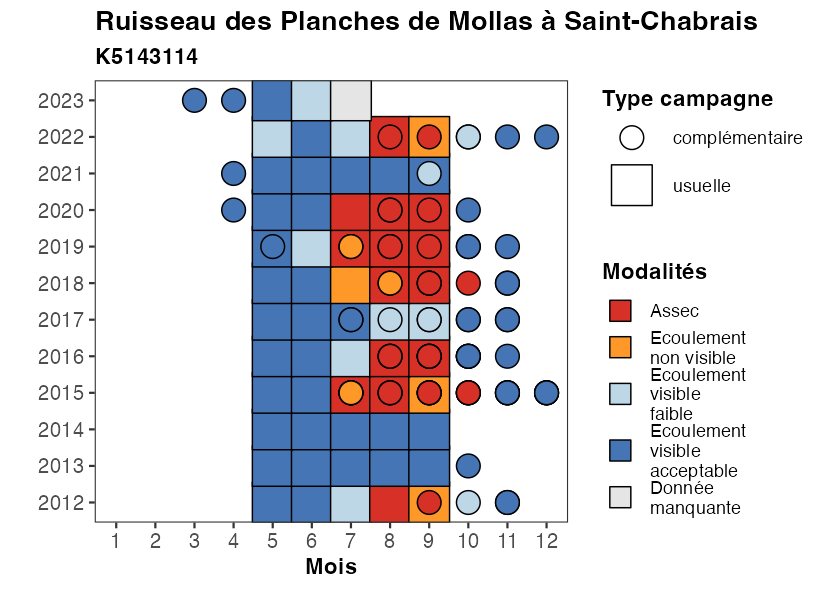 Ruisseau des Planches de Mollas à Saint-Chabrais
K5143114
2023
2022
2021
2020
2019
2018
2017
2016
2015
2014
2013
2012
1 2 3 4 5 6 7 8 9 10 11 12
Mois
Type campagne
complémentaire
usuelle
Modalités
Assec
Ecoulement
non visible
Ecoulement
visible
faible
Ecoulement
visible
acceptable
Donnée
manquante